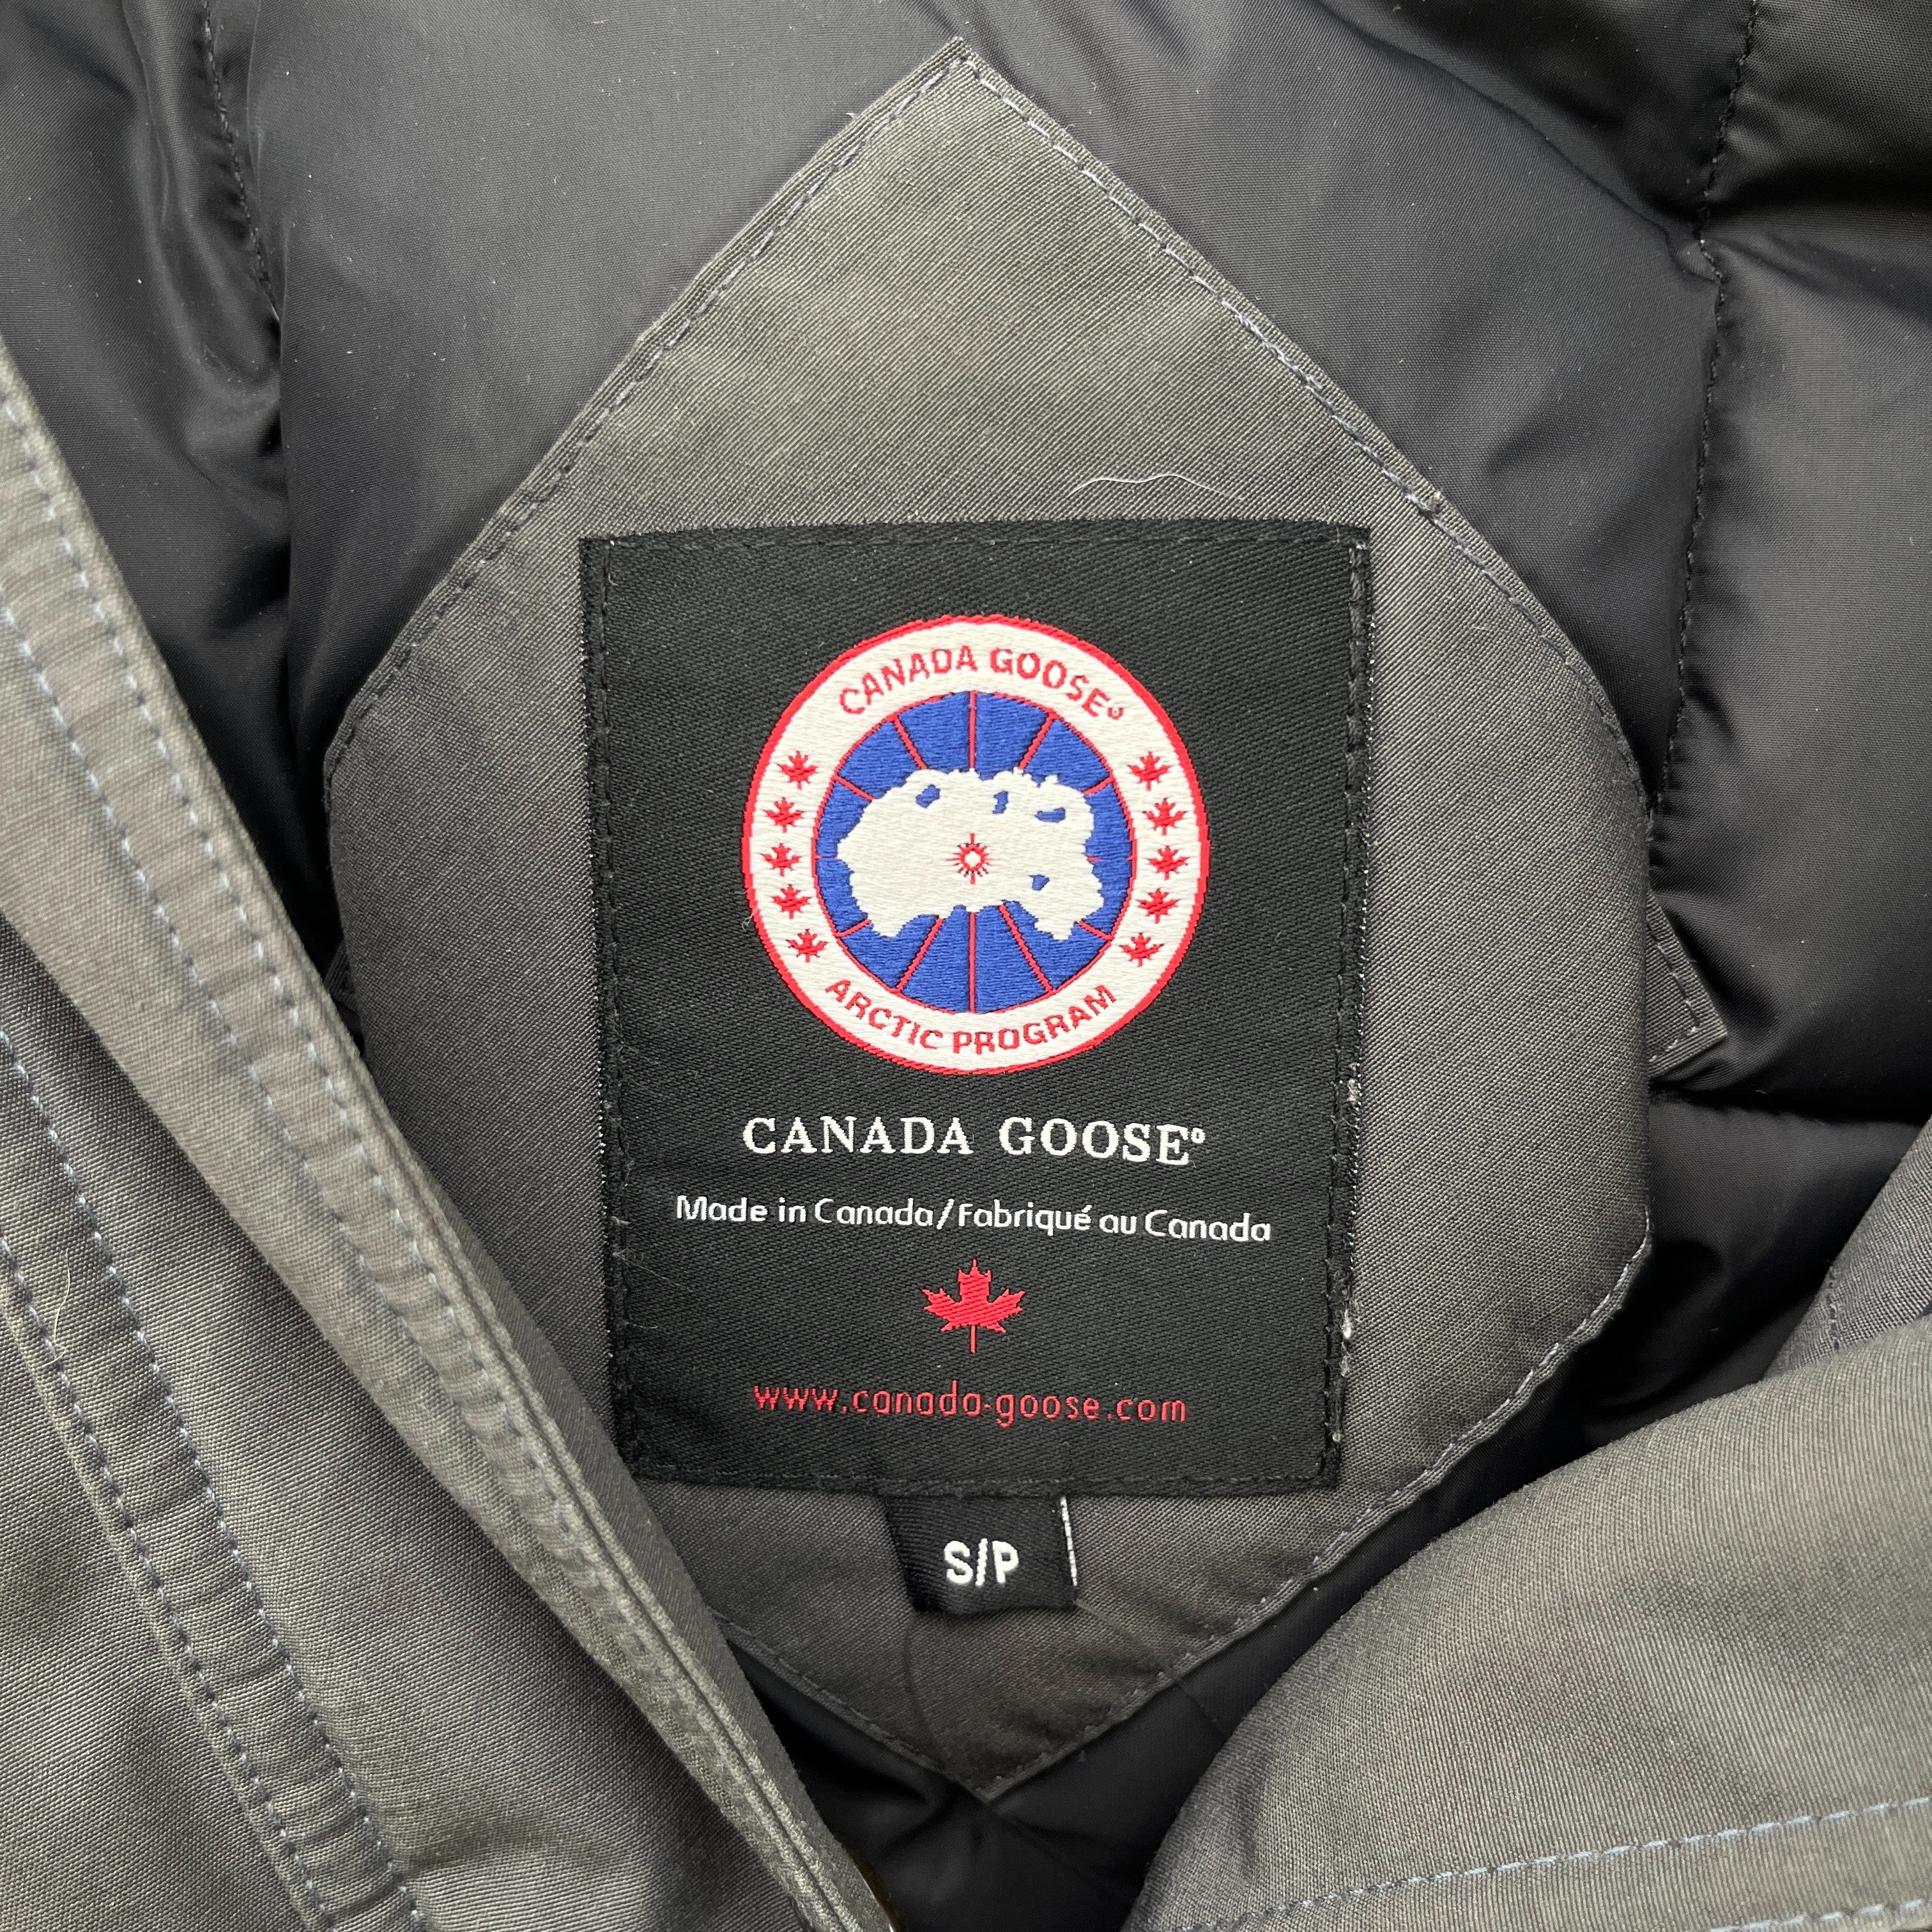 CANADA GOOSE®
ARCTIC PROGRAM
CANADA GOOSE®
Made in Canada/Fabriqué au Canada
www.canada-goose.com
S/P